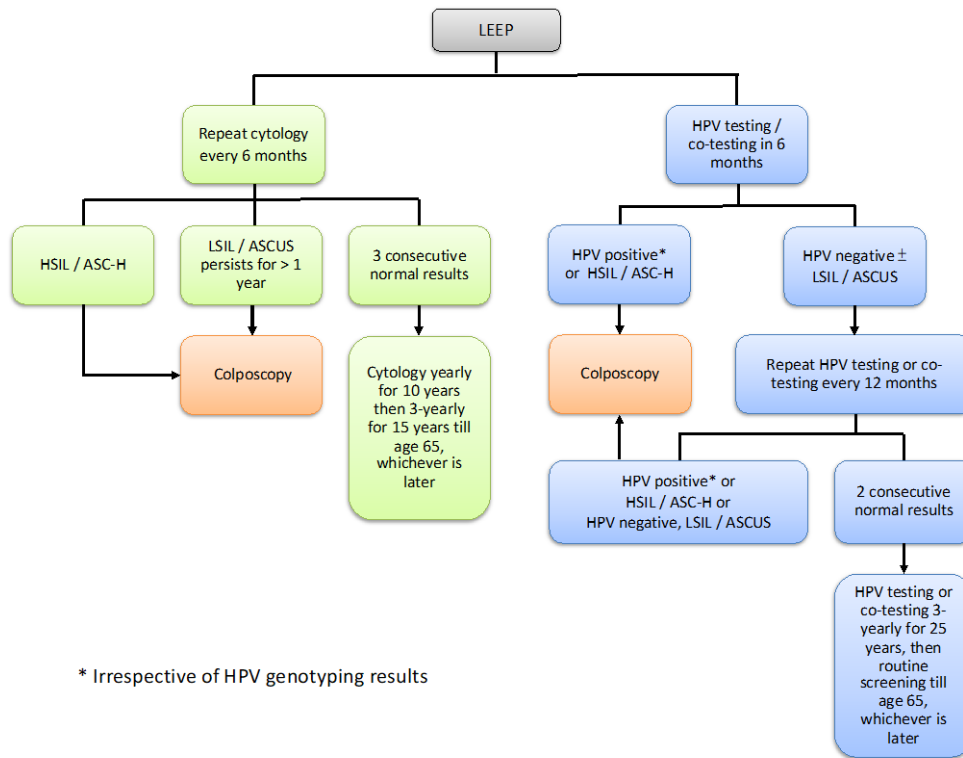 LEEP
Repeat cytology
every 6 months
HPV testing /
co-testing in 6
months
HSIL / ASC-H
LSIL / ASCUS
persists for > 1
year
3 consecutive
normal results
HPV positive*
or HSIL / ASC-H
HPV negative ±
LSIL / ASCUS
Colposcopy
Cytology yearly
for 10 years
then 3-yearly
for 15 years till
age 65,
whichever is
later
Colposcopy
Repeat HPV testing or co-
testing every 12 months
HPV positive* or
HSIL / ASC-H or
HPV negative, LSIL / ASCUS
2 consecutive
normal results
HPV testing or
co-testing 3-
yearly for 25
years, then
routine
screening till
age 65,
whichever is
later
* Irrespective of HPV genotyping results